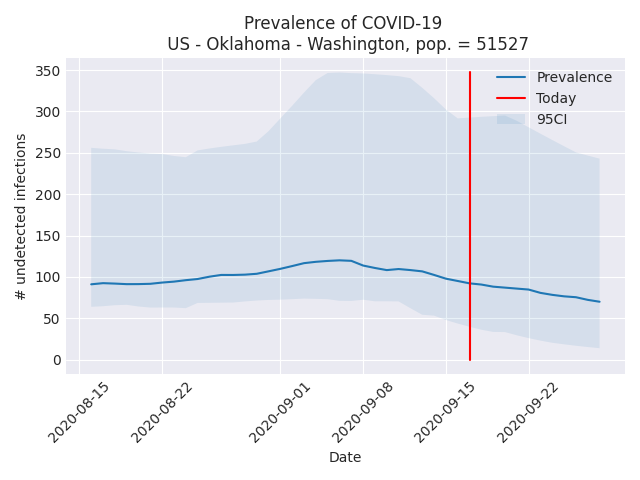 Prevalence of COVID-19
US - Oklahoma - Washington, pop. = 51527
350
300
250
200
150
100
50
0
# undetected infections
Prevalence
Today
95CI
2020-08-15
2020-08-22
2020-09-01
2020-09-08
2020-09-15
2020-09-22
Date